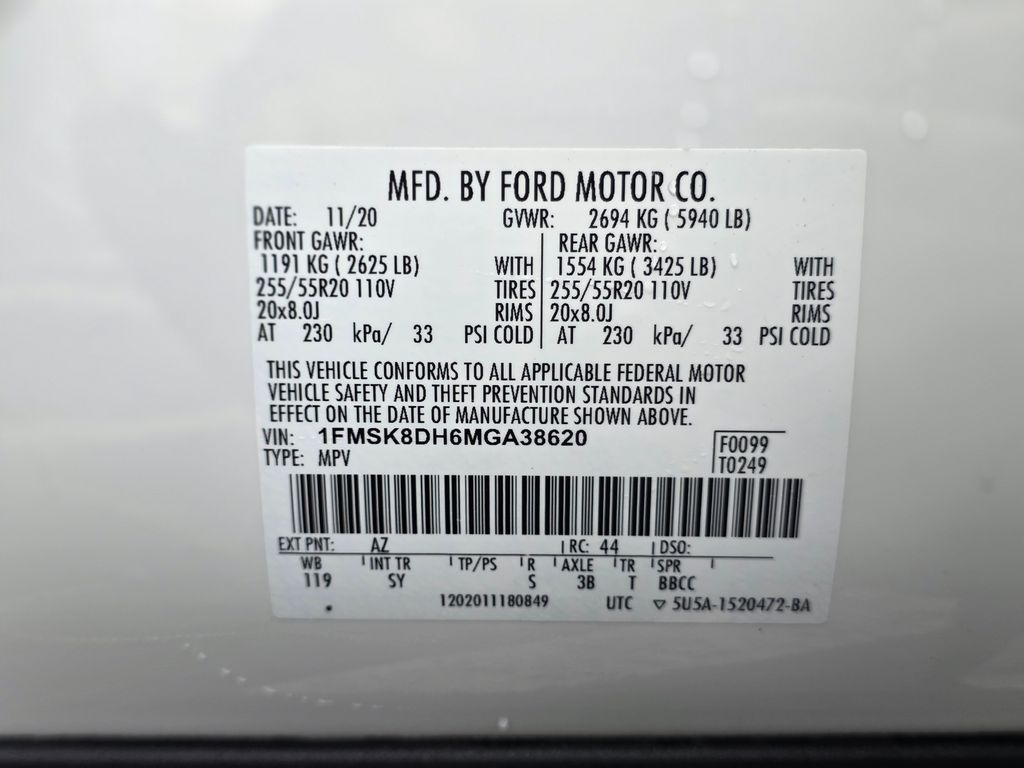 MFD. BY FORD MOTOR CO.
DATE: 11/20 GVWR: 2694 KG ( 5940 LB)
FRONT GAWR: REAR GAWR:
1191 KG ( 2625 LB) WITH 1554 KG ( 3425 LB) WITH
255/55R20 110V TIRES 255/55R20 110V TIRES
20x8.0J RIMS 20x8.0J RIMS
AT 230 kPa/ 33 PSI COLD AT 230 kPa/ 33 PSI COLD
THIS VEHICLE CONFORMS TO ALL APPLICABLE FEDERAL MOTOR
VEHICLE SAFETY AND THEFT PREVENTION STANDARDS IN
EFFECT ON THE DATE OF MANUFACTURE SHOWN ABOVE.
VIN: 1FMSK8DH6MGA38620 F0099
TYPE: MPV T0249
EXT PNT: AZ RC: 44 DSO:
WB INT TR TP/PS R AXLE TR SPR
119 SY S 3B T BBCC
1202011180849 UTC ▽ 5U5A-1520472-BA